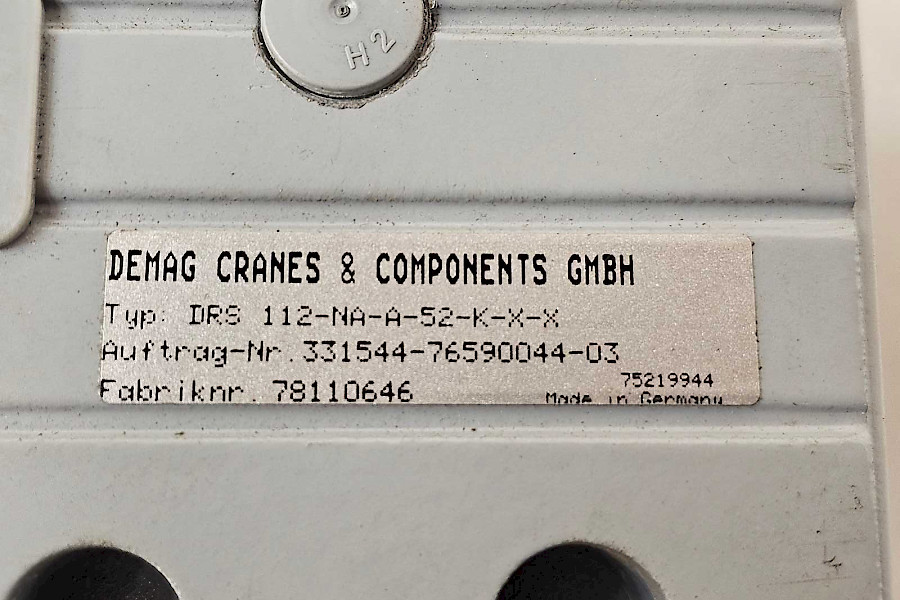 H2
DEMAG CRANES & COMPONENTS GMBH
Typ: DRS 112-NA-A-52-K-X-X
Auftrag-Nr.331544-76590044-03
Fabriknr. 78110646
75219944
Made in Germany